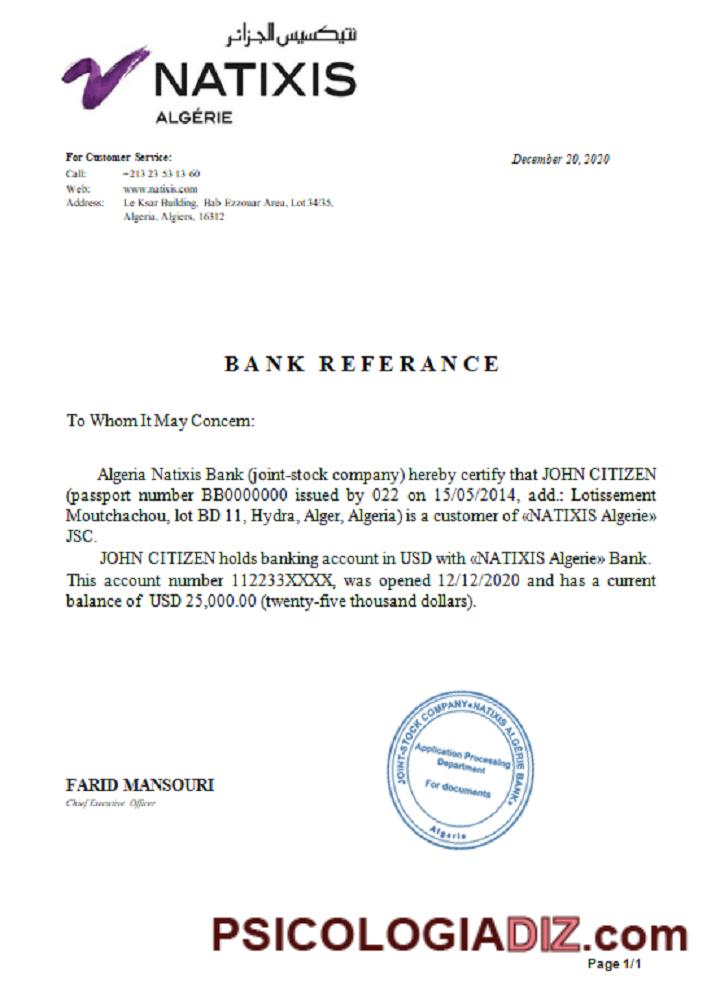 نتيكسيس الجزائر
NATIXIS
ALGÉRIE
For Customer Service:
Call: +213 23 53 13 60
Web: www.natixis.com
Address: Le Ksar Building, Bab Ezzouar Area, Lot 34/35,
Algeria, Algiers, 16312
December 20, 2020
BANK REFERANCE
To Whom It May Concern:
Algeria Natixis Bank (joint-stock company) hereby certify that JOHN CITIZEN
(passport number BB0000000 issued by 022 on 15/05/2014, add.: Lotissement
Moutchachou, lot BD 11, Hydra, Alger, Algeria) is a customer of «NATIXIS Algerie»
JSC.
JOHN CITIZEN holds banking account in USD with «NATIXIS Algerie» Bank.
This account number 112233XXXX, was opened 12/12/2020 and has a current
balance of USD 25,000.00 (twenty-five thousand dollars).
FARID MANSOURI
Chief Executive Officer
JOINT-STOCK COMPANY«NATIXIS ALGERIE BANK»
Application Processing
Department
For documents
Algeria
PSICOLOGIADIZ.com
Page 1/1